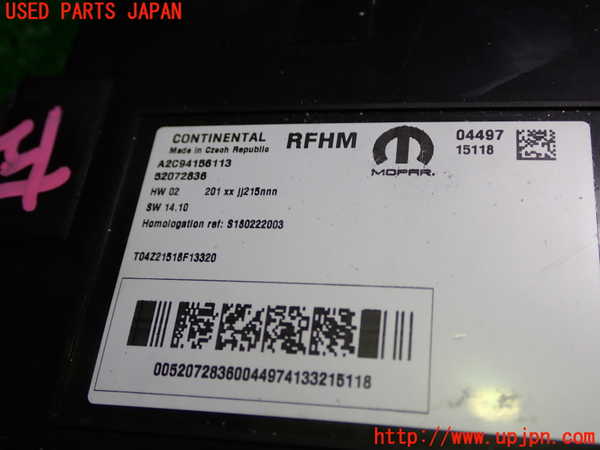 USED PARTS JAPAN
CONTINENTAL RFHM 04497
Made in Czech Republic 15118
A2C94156113 MOPAR.
52072836
HW 02 201 xx jj215nnn
SW 14.10
Homologation ref: S180222003
T04Z21518F13320
00520728360044974133215118
http://www.upjpn.com/